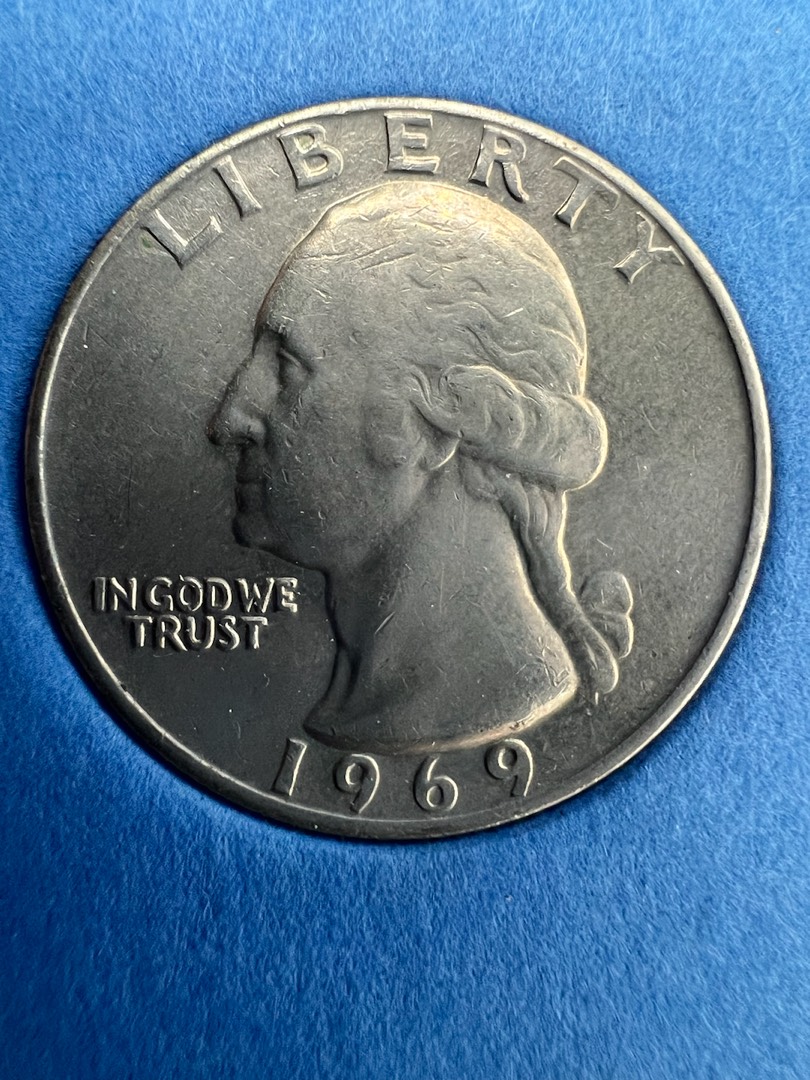 LIBERTY
IN GOD WE
TRUST
1969